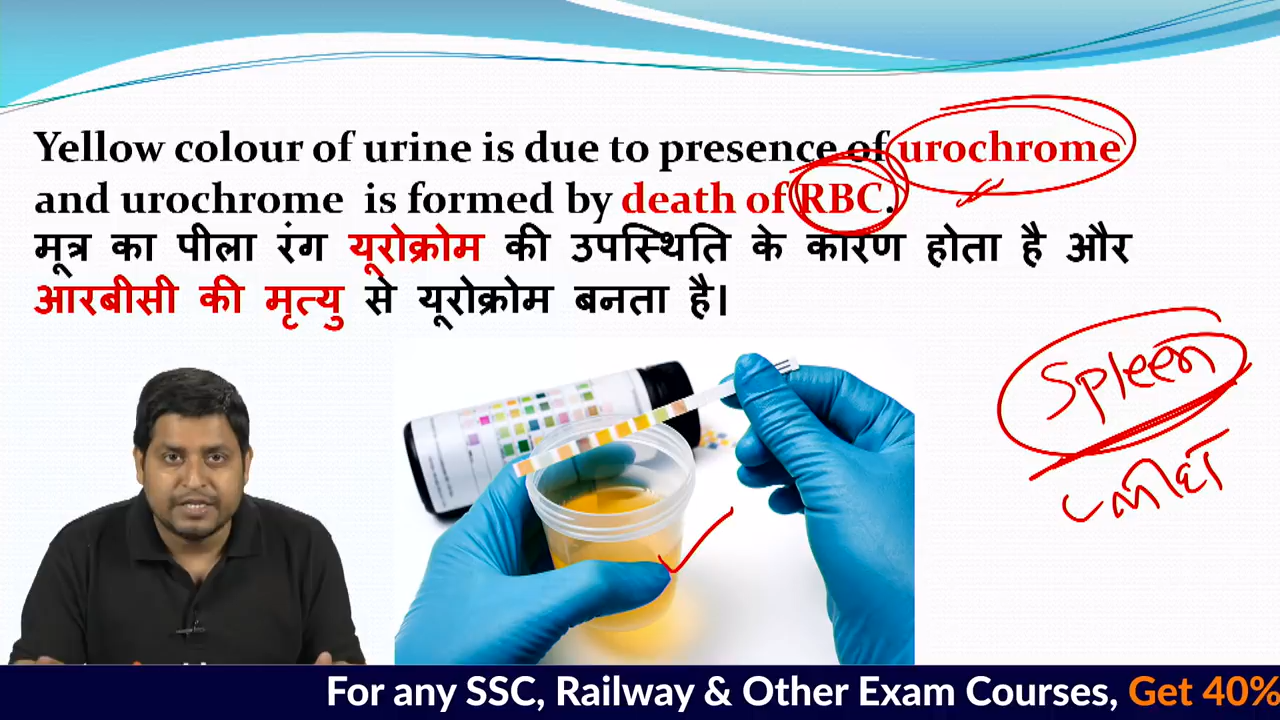 Yellow colour of urine is due to presence of urochrome
and urochrome is formed by death of RBC.
मूत्र का पीला रंग यूरोक्रोम की उपस्थिति के कारण होता है और
आरबीसी की मृत्यु से यूरोक्रोम बनता है।
Spleen
For any SSC, Railway & Other Exam Courses, Get 40%